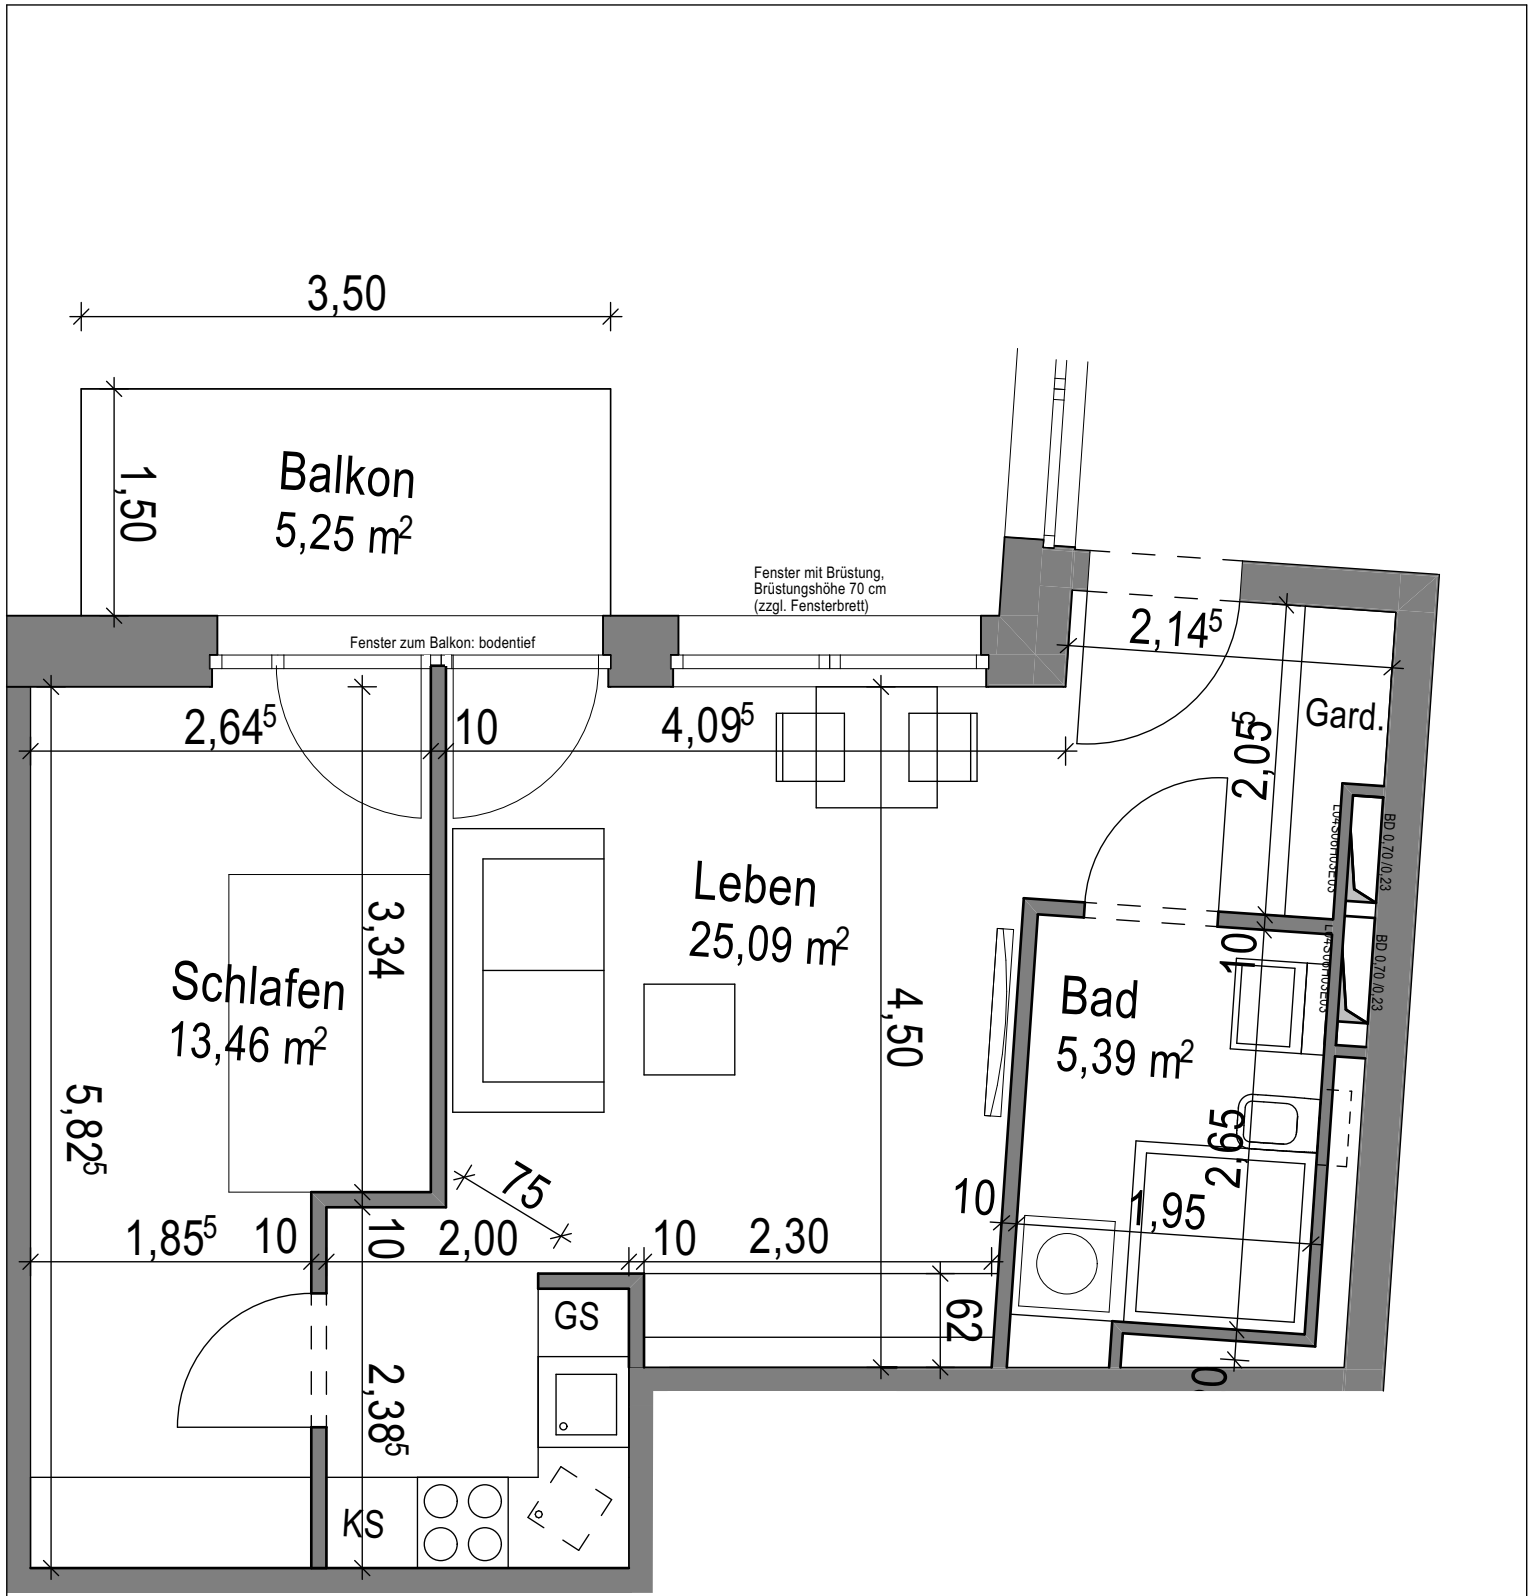 3,50
1,50
Balkon
5,25 m²
Fenster mit Brüstung,
Brüstungshöhe 70 cm
(zzgl. Fensterbrett)
Fenster zum Balkon: bodentief
2,14⁵
2,64⁵
10
4,09⁵
2,05⁵
Gard.
BD 0,70 /0,23
3,34
Leben
25,09 m²
Schlafen
13,46 m²
4,50
10
Bad
5,39 m²
BD 0,70 /0,23
5,82⁵
75
2,65
10
1,95
1,85⁵
10
10
2,00
10
2,30
62
GS
2,38⁵
KS